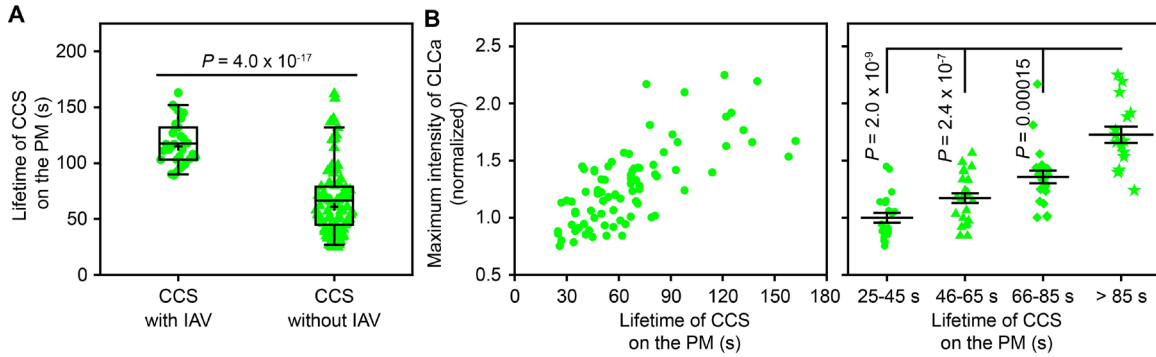 A
Lifetime of CCS
on the PM (s)
200
150
100
50
0
P = 4.0 x 10-17
CCS
with IAV
CCS
without IAV
B
Maximum intensity of CLCa
(normalized)
2.5
2.0
1.5
1.0
0.5
0
30
60
90
120
150
180
Lifetime of CCS
on the PM (s)
P = 2.0 x 10-9
P = 2.4 x 10-7
P = 0.00015
25-45 s
46-65 s
66-85 s
> 85 s
Lifetime of CCS
on the PM (s)